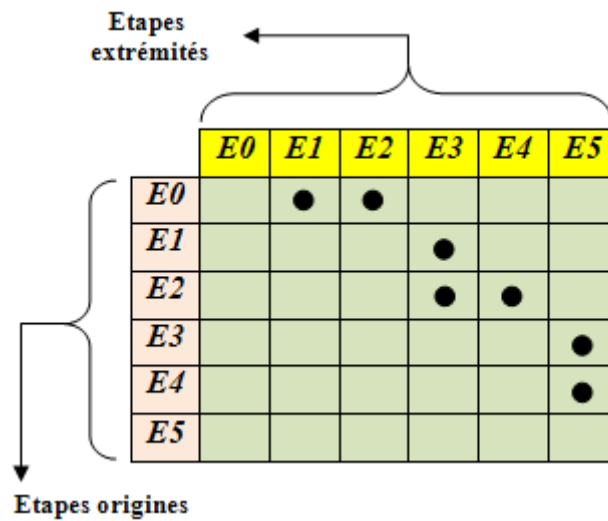 Etapes
extrémités
E0 E1 E2 E3 E4 E5
E0
E1
E2
E3
E4
E5
Etapes origines